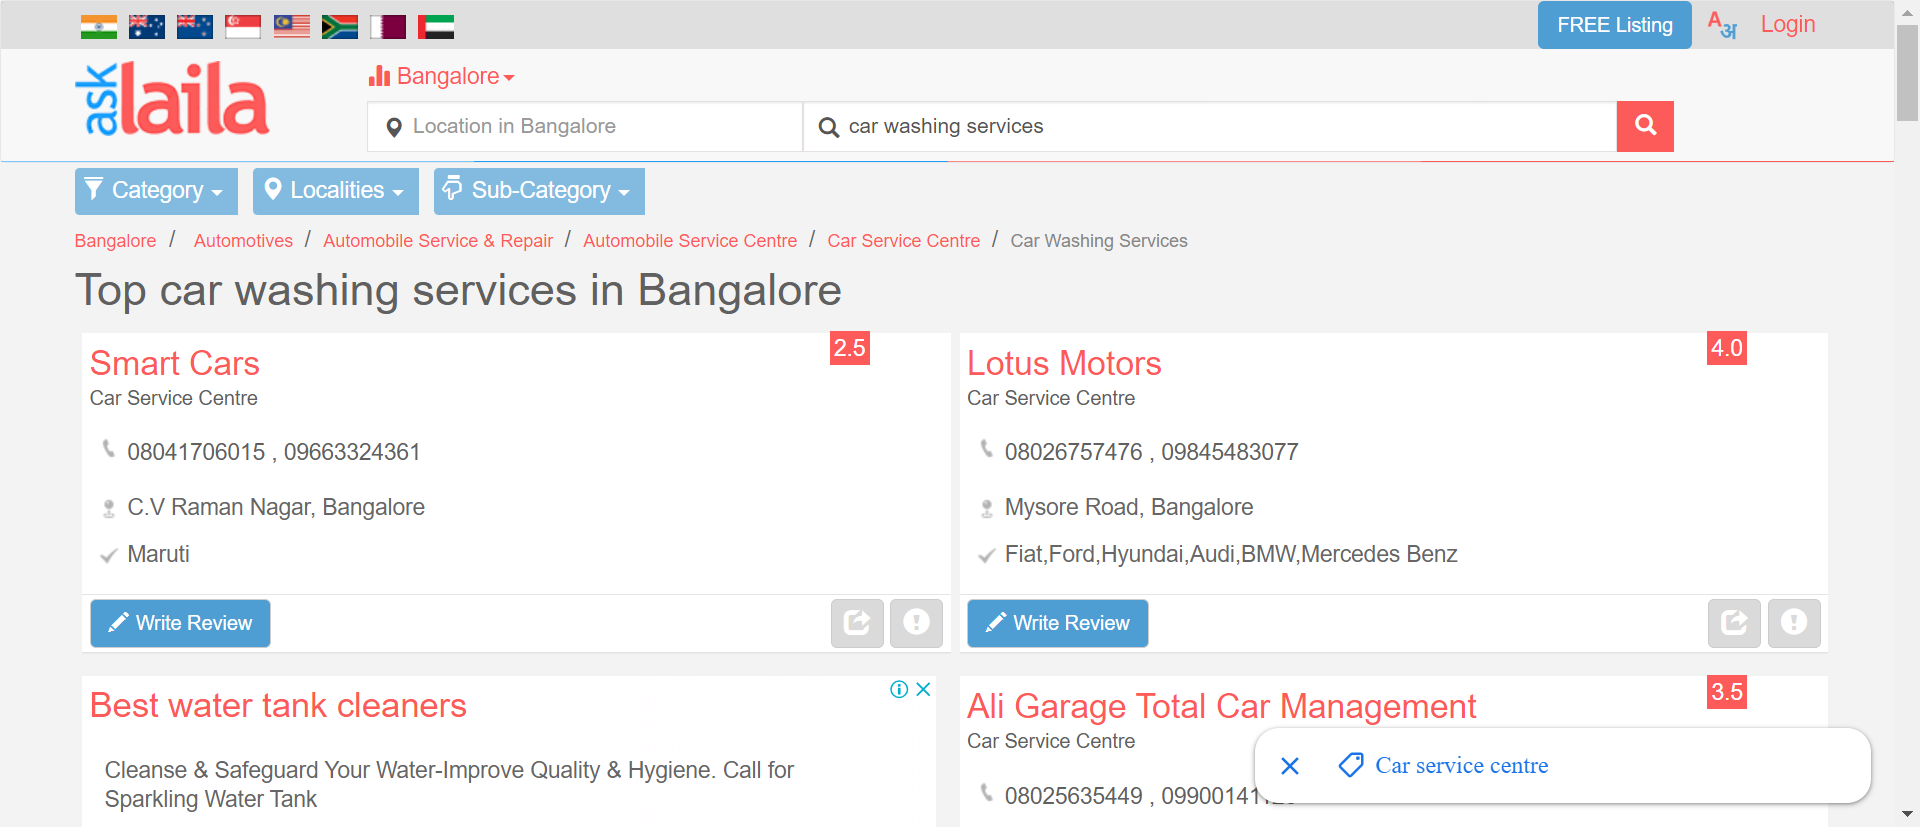 FREE Listing
Login
ask laila
Bangalore
Location in Bangalore
car washing services
Category
Localities
Sub-Category
Bangalore / Automotives / Automobile Service & Repair / Automobile Service Centre / Car Service Centre / Car Washing Services
Top car washing services in Bangalore
Smart Cars
2.5
Car Service Centre
08041706015 , 09663324361
C.V Raman Nagar, Bangalore
Maruti
Write Review
Lotus Motors
4.0
Car Service Centre
08026757476 , 09845483077
Mysore Road, Bangalore
Fiat,Ford,Hyundai,Audi,BMW,Mercedes Benz
Write Review
Best water tank cleaners
Cleanse & Safeguard Your Water-Improve Quality & Hygiene. Call for
Sparkling Water Tank
Ali Garage Total Car Management
3.5
Car Service Centre
08025635449 ,
Car service centre